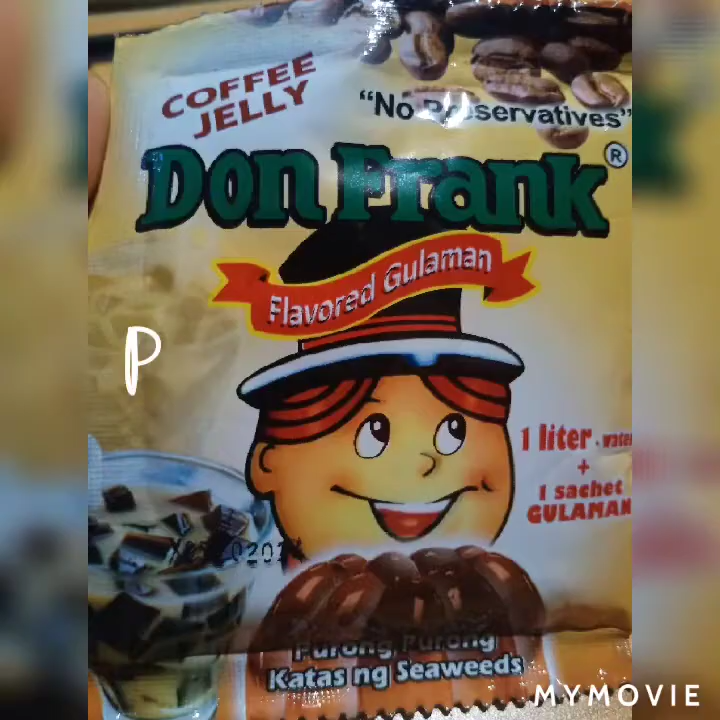 COFFEE
JELLY
“No Preservatives”
Don Frank®
Flavored Gulaman
P
1 liter water
+
1 sachet
GULAMAN
Purong Purong
Katas ng Seaweeds
MYMOVIE